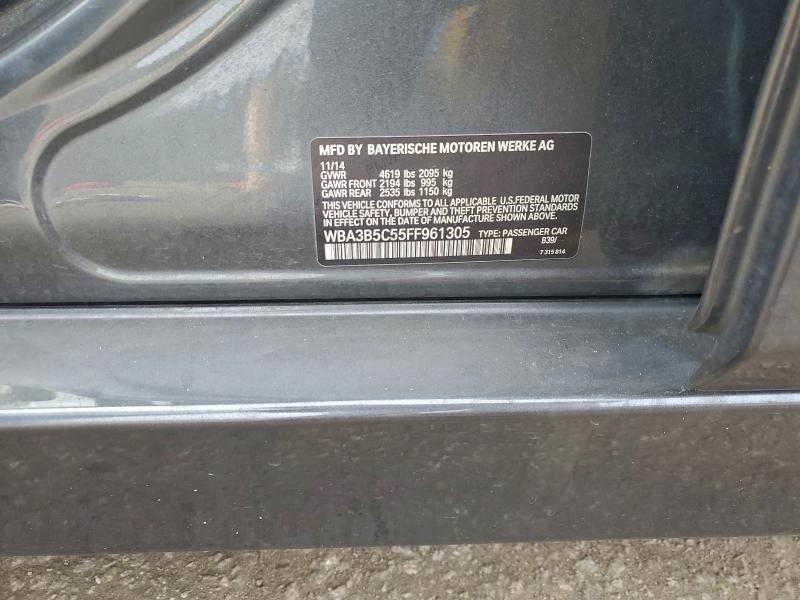 MFD BY BAYERISCHE MOTOREN WERKE AG
11/14
GVWR 4619 lbs 2095 kg
GAWR FRONT 2194 lbs 995 kg
GAWR REAR 2535 lbs 1150 kg
THIS VEHICLE CONFORMS TO ALL APPLICABLE U.S.FEDERAL MOTOR
VEHICLE SAFETY, BUMPER AND THEFT PREVENTION STANDARDS
IN EFFECT ON THE DATE OF MANUFACTURE SHOWN ABOVE.
WBA3B5C55FF961305 TYPE: PASSENGER CAR
B39/
7 315 814